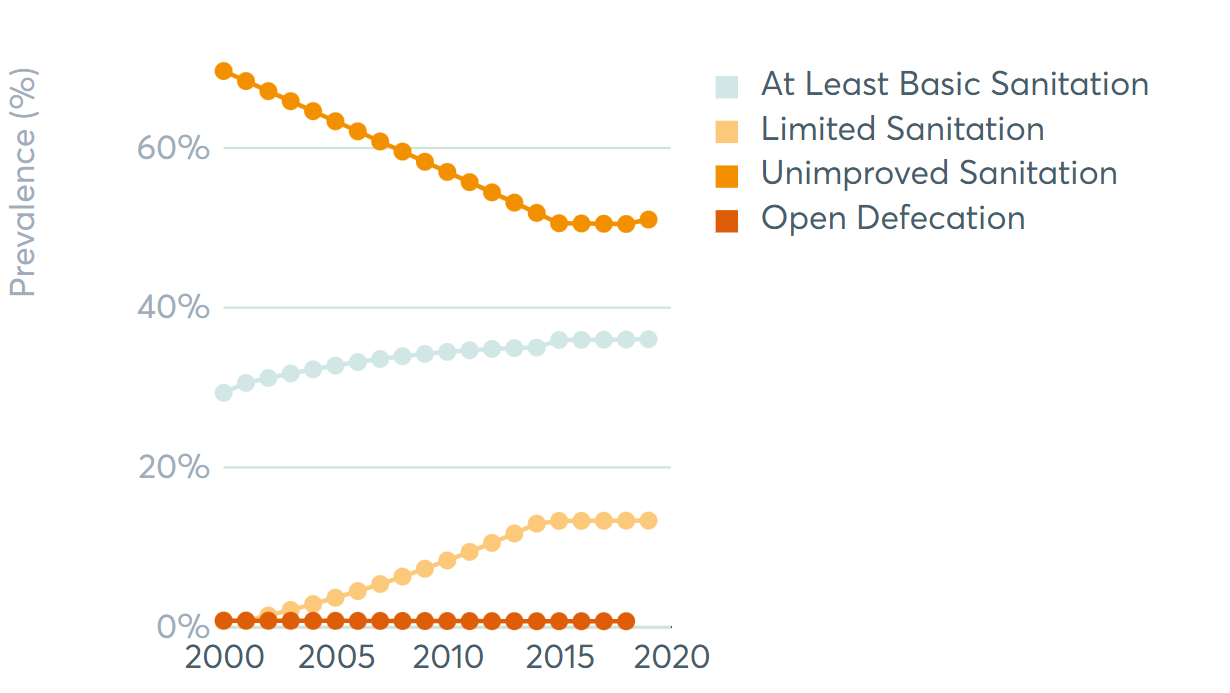 Prevalence (%)
60%
40%
20%
0%
2000 2005 2010 2015 2020
At Least Basic Sanitation
Limited Sanitation
Unimproved Sanitation
Open Defecation